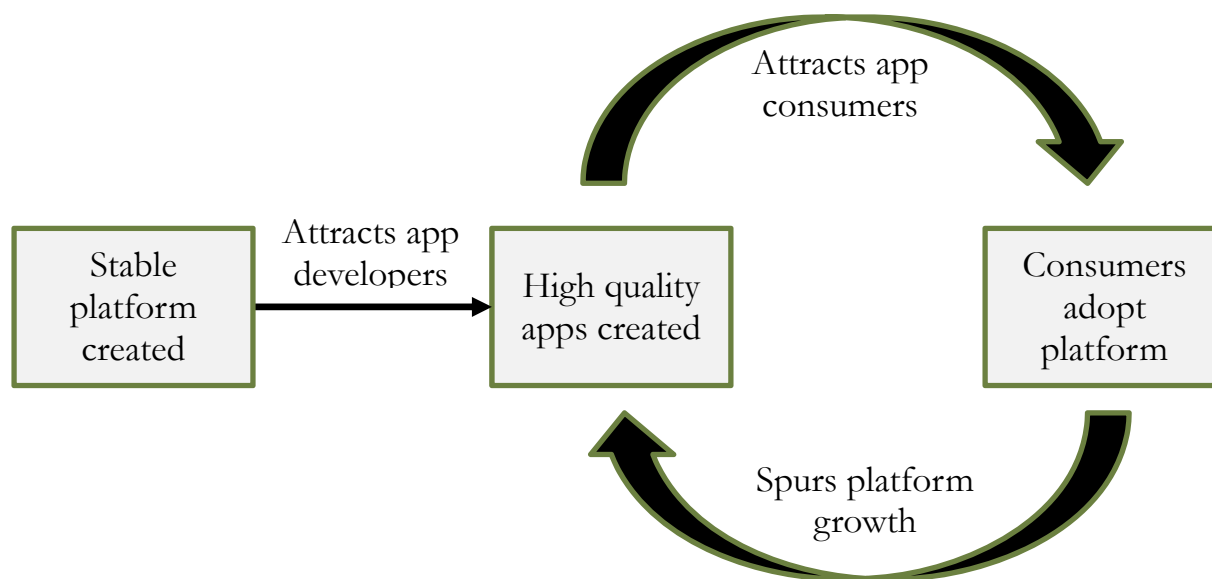 Attracts app
consumers
Stable
platform
created
Attracts app
developers
High quality
apps created
Consumers
adopt
platform
Spurs platform
growth